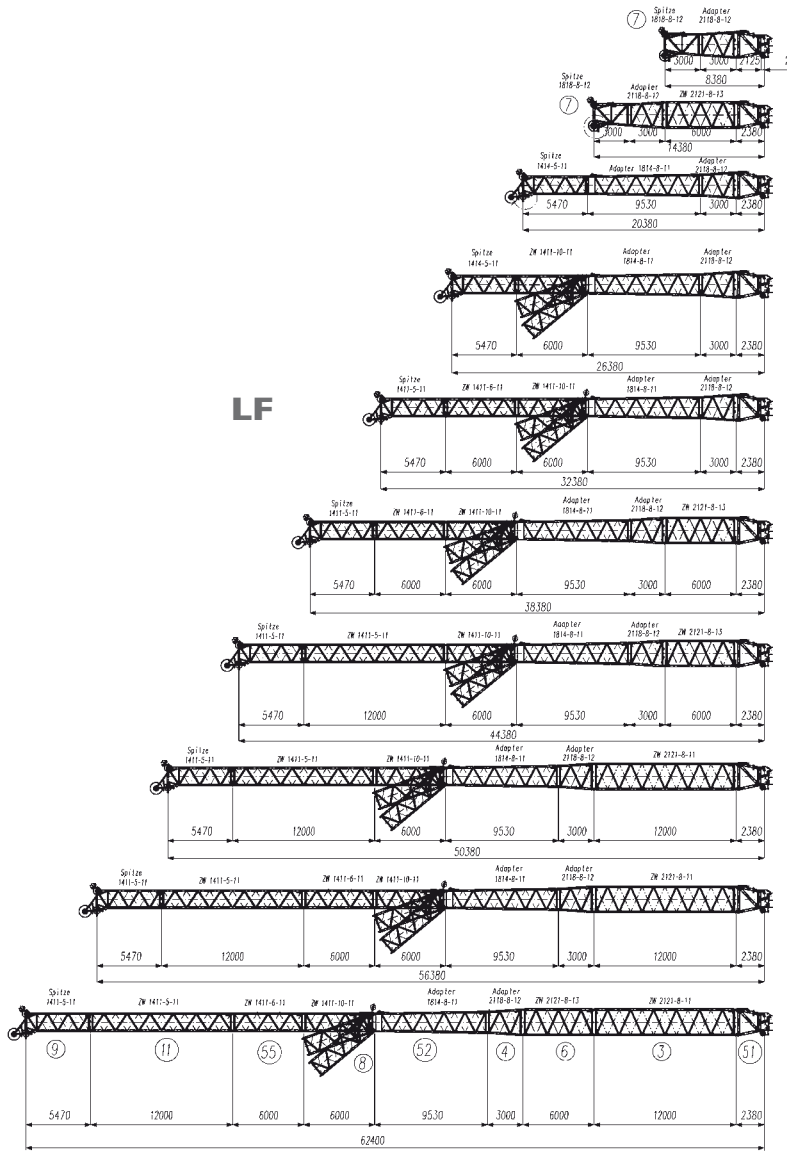 Spitze Adapter
⑦ 1818-8-12 2118-8-12
3000 3000 2125
8380
Spitze
1818-8-12
Adapter
2118-8-12 ZW 2121-8-13
⑦
3000 3000 6000 2380
14380
Spitze
1414-5-11
Adapter 1814-8-11
Adapter
2118-8-12
5470 9530 3000 2380
20380
Spitze
1414-5-11
ZW 1411-10-11
Adapter
1814-8-11
Adapter
2118-8-12
5470 6000 9530 3000 2380
26380
LF
Spitze
1411-5-11
ZW 1411-6-11
ZW 1411-10-11
Adapter
1814-8-11
Adapter
2118-8-12
5470 6000 6000 9530 3000 2380
32380
Spitze
1411-5-11
ZW 1411-6-11
ZW 1411-10-11
Adapter
1814-8-11
Adapter
2118-8-12
ZW 2121-8-13
5470 6000 6000 9530 3000 6000 2380
38380
Spitze
1411-5-11
ZW 1411-5-11
ZW 1411-10-11
Adapter
1814-8-11
Adapter
2118-8-12
ZW 2121-8-13
5470 12000 6000 9530 3000 6000 2380
44380
Spitze
1411-5-11
ZW 1411-5-11
ZW 1411-10-11
Adapter
1814-8-11
Adapter
2118-8-12
ZW 2121-8-11
5470 12000 6000 9530 3000 12000 2380
50380
Spitze
1411-5-11
ZW 1411-5-11
ZW 1411-6-11
ZW 1411-10-11
Adapter
1814-8-11
Adapter
2118-8-12
ZW 2121-8-11
5470 12000 6000 6000 9530 3000 12000 2380
56380
Spitze
1411-5-11
ZW 1411-5-11
ZW 1411-6-11
ZW 1411-10-11
Adapter
1814-8-11
Adapter
2118-8-12
ZW 2121-8-13
ZW 2121-8-11
9 11 55 8 52 4 6 3 51
5470 12000 6000 6000 9530 3000 6000 12000 2380
62400